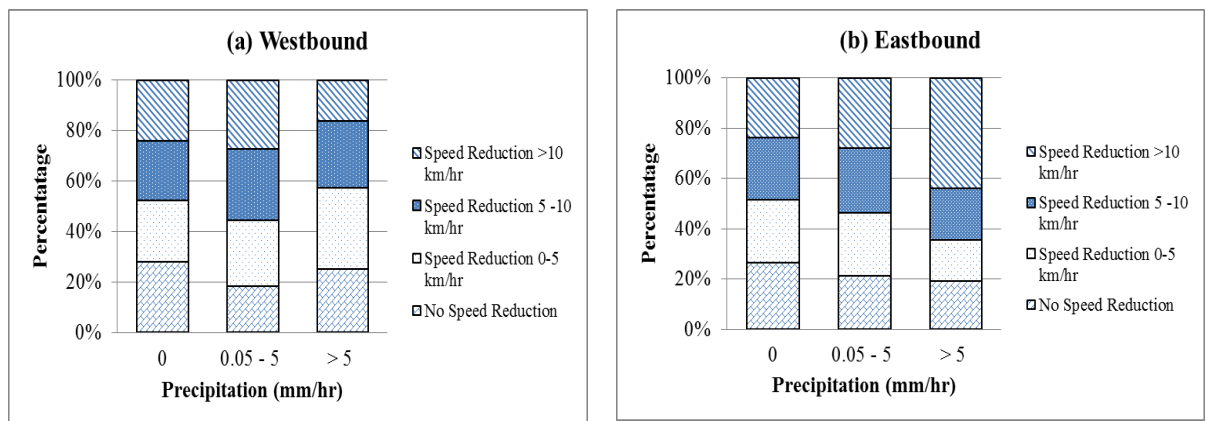 (a) Westbound
100%
80%
60%
40%
20%
0%
Percentatage
0
0.05 - 5
> 5
Precipitation (mm/hr)
Speed Reduction >10
km/hr
Speed Reduction 5 -10
km/hr
Speed Reduction 0-5
km/hr
No Speed Reduction
(b) Eastbound
100%
80%
60%
40%
20%
0%
Percentatage
0
0.05 - 5
> 5
Precipitation (mm/hr)
Speed Reduction >10
km/hr
Speed Reduction 5 -10
km/hr
Speed Reduction 0-5
km/hr
No Speed Reduction